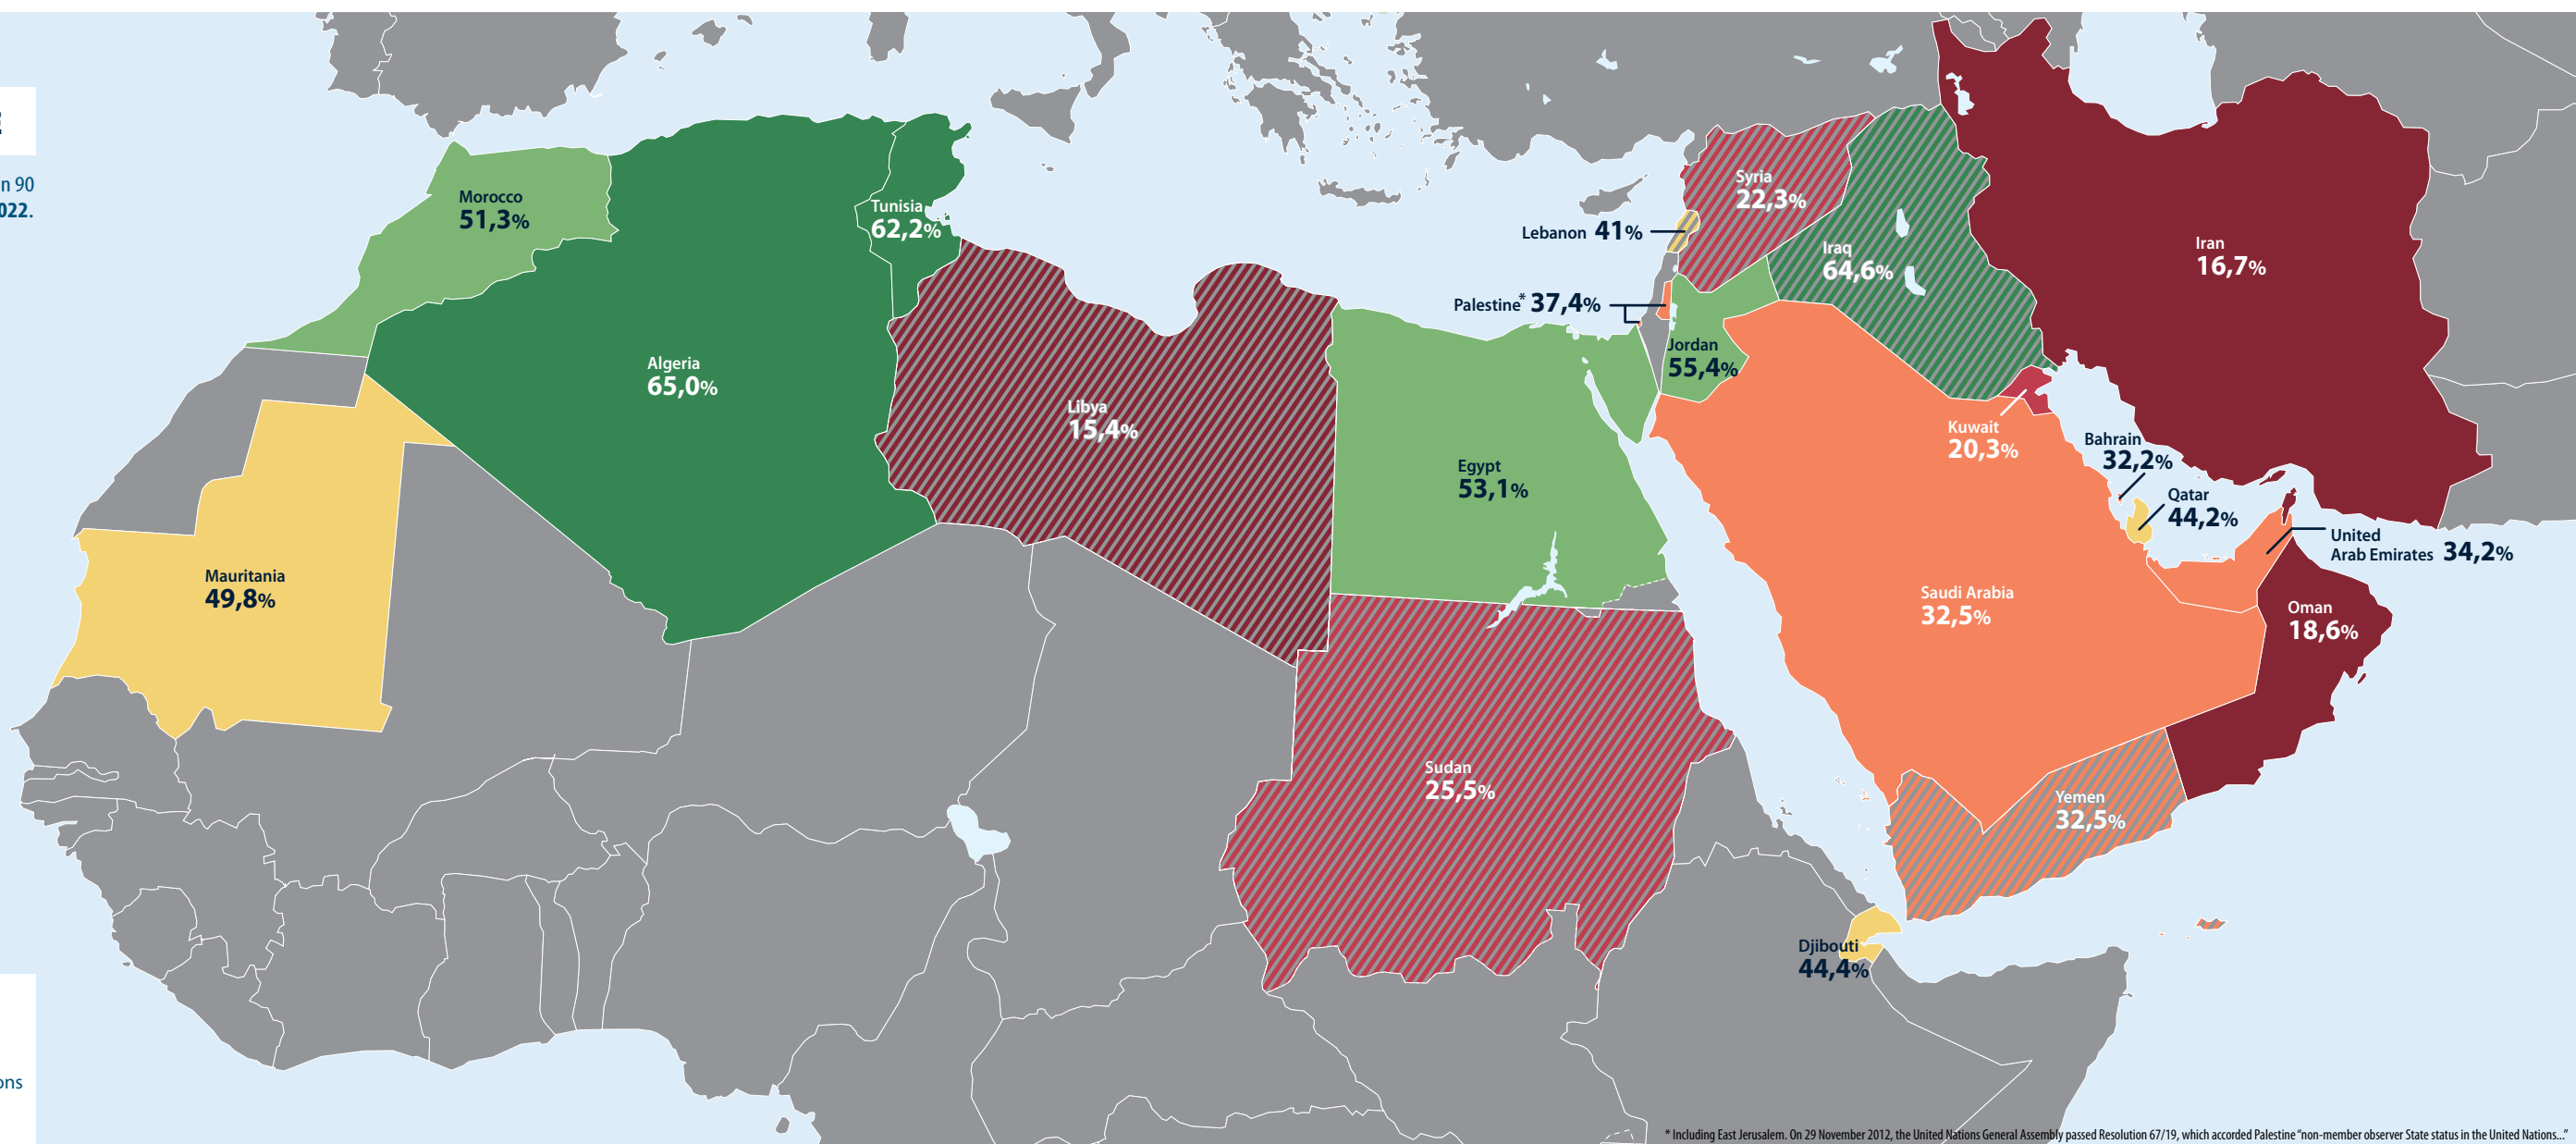 n 90
022.
Morocco
51,3%
Tunisia
62,2%
Algeria
65,0%
Libya
15,4%
Mauritania
49,8%
Egypt
53,1%
Sudan
25,5%
Syria
22,3%
Lebanon 41%
Palestine* 37,4%
Jordan
55,4%
Iraq
64,6%
Iran
16,7%
Kuwait
20,3%
Bahrain
32,2%
Qatar
44,2%
United
Arab Emirates 34,2%
Saudi Arabia
32,5%
Oman
18,6%
Yemen
32,5%
Djibouti
44,4%
ons
* Including East Jerusalem. On 29 November 2012, the United Nations General Assembly passed Resolution 67/19, which accorded Palestine “non-member observer State status in the United Nations...”